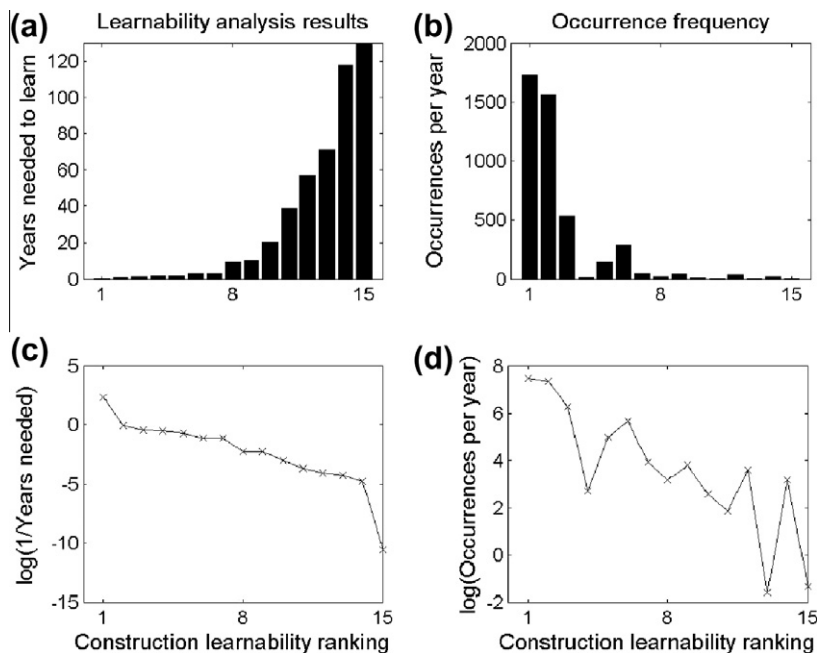 (a)
Learnability analysis results
Years needed to learn
120
100
80
60
40
20
0
1
8
15
(b)
Occurrence frequency
Occurrences per year
2000
1500
1000
500
0
1
8
15
(c)
log(1/Years needed)
5
0
-5
-10
-15
1
8
15
Construction learnability ranking
(d)
log(Occurrences per year)
8
6
4
2
0
-2
1
8
15
Construction learnability ranking